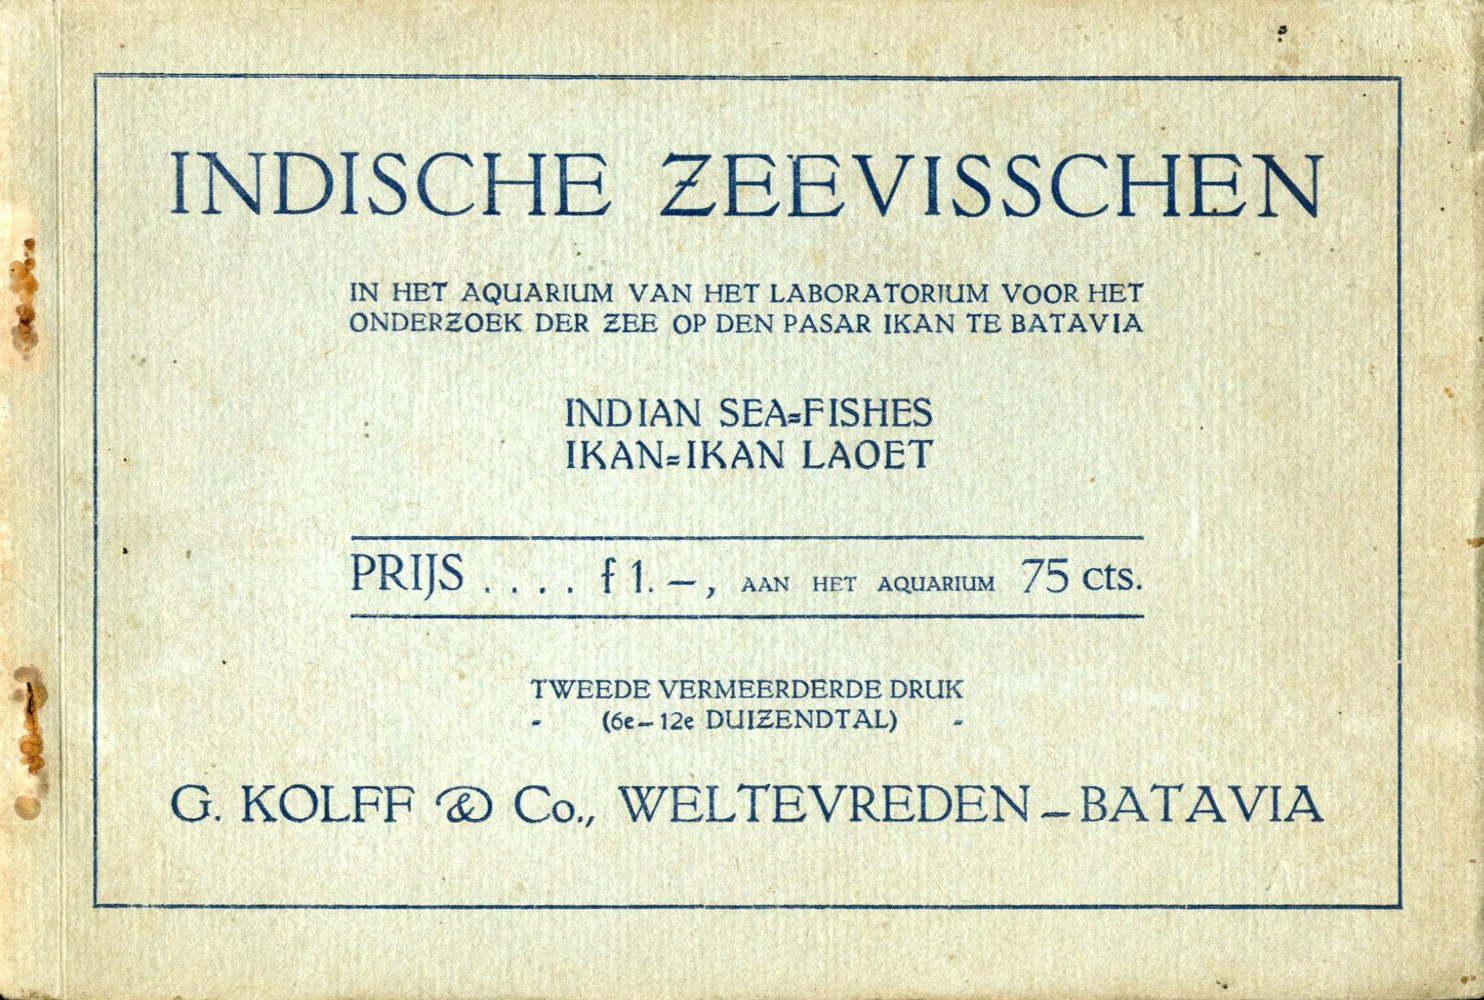 INDISCHE ZEEVISSCHEN
IN HET AQUARIUM VAN HET LABORATORIUM VOOR HET
ONDERZOEK DER ZEE OP DEN PASAR IKAN TE BATAVIA
INDIAN SEA=FISHES
IKAN=IKAN LAOET
PRIJS . . . . f 1. —, AAN HET AQUARIUM 75 cts.
TWEEDE VERMEERDERDE DRUK
- (6e—12e DUIZENDTAL) -
G. KOLFF & Co., WELTEVREDEN — BATAVIA